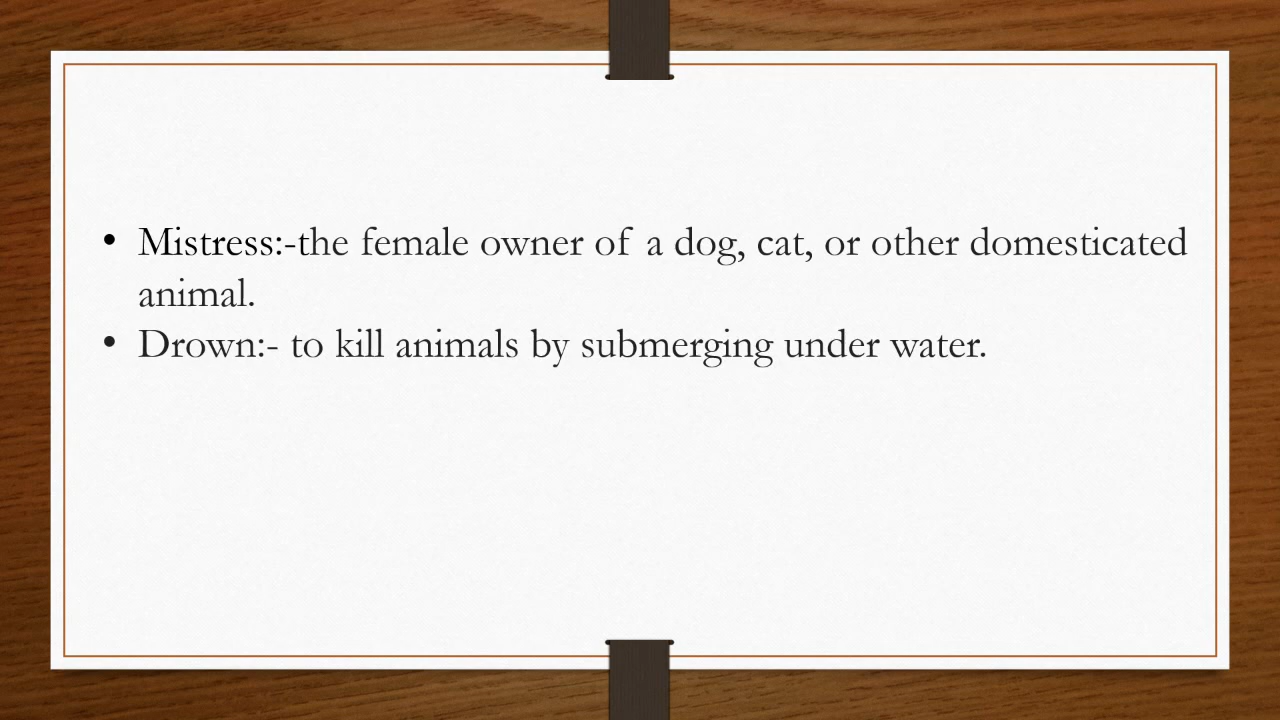 • Mistress:-the female owner of a dog, cat, or other domesticated
animal.
• Drown:- to kill animals by submerging under water.